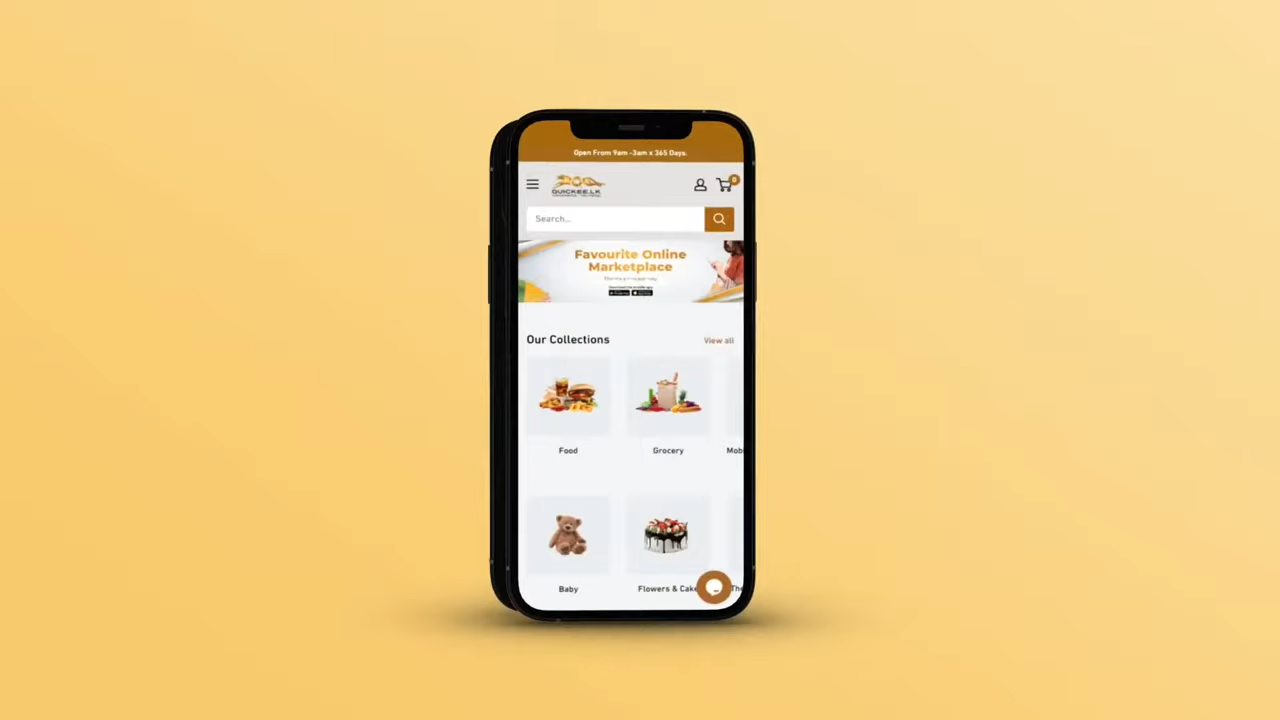 Open From 9am -3am x 365 Days.
QUICKEE.LK
0
Search...
Favourite Online
Marketplace
Our Collections
View all
Food
Grocery
Baby
Flowers & Cake